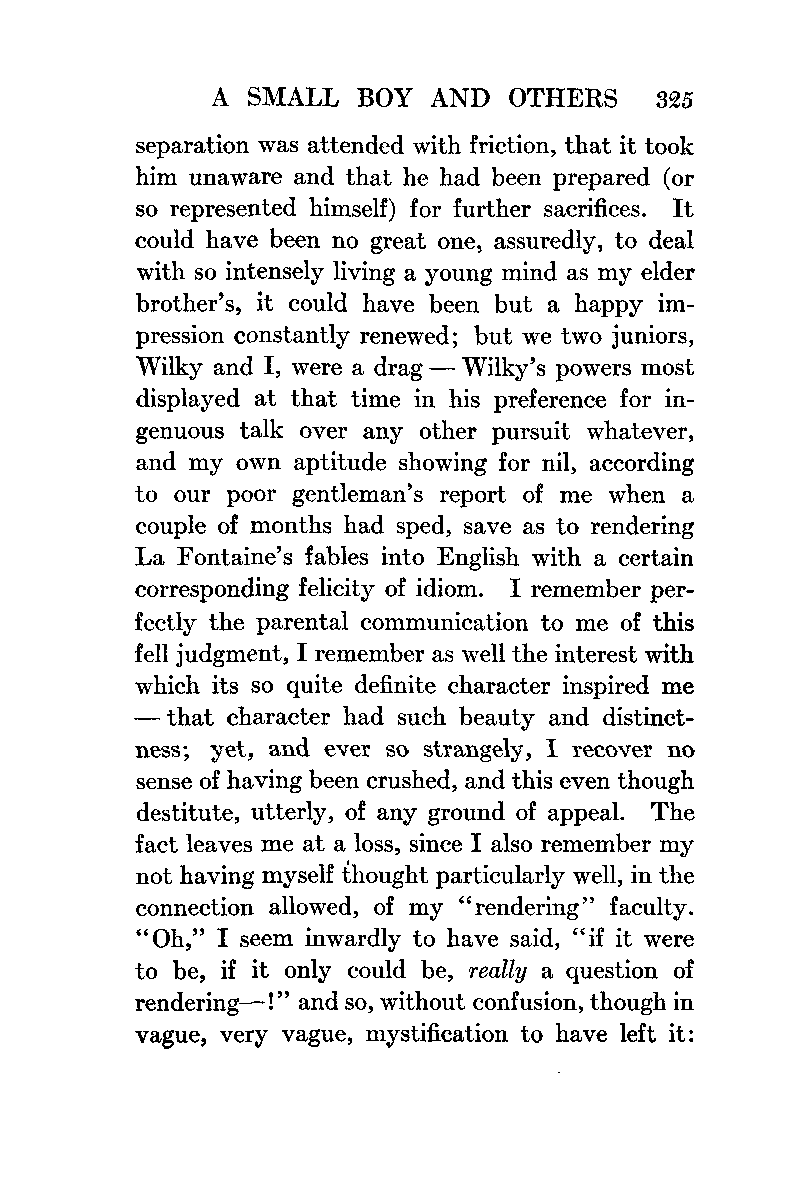 A SMALL BOY AND OTHERS 325
separation was attended with friction, that it took
him unaware and that he had been prepared (or
so represented himself) for further sacrifices. It
could have been no great one, assuredly, to deal
with so intensely living a young mind as my elder
brother's, it could have been but a happy im-
pression constantly renewed; but we two juniors,
Wilky and I, were a drag — Wilky's powers most
displayed at that time in his preference for in-
genuous talk over any other pursuit whatever,
and my own aptitude showing for nil, according
to our poor gentleman's report of me when a
couple of months had sped, save as to rendering
La Fontaine's fables into English with a certain
corresponding felicity of idiom. I remember per-
fectly the parental communication to me of this
fell judgment, I remember as well the interest with
which its so quite definite character inspired me
— that character had such beauty and distinct-
ness; yet, and ever so strangely, I recover no
sense of having been crushed, and this even though
destitute, utterly, of any ground of appeal. The
fact leaves me at a loss, since I also remember my
not having myself thought particularly well, in the
connection allowed, of my "rendering" faculty.
"Oh," I seem inwardly to have said, "if it were
to be, if it only could be, really a question of
rendering—!" and so, without confusion, though in
vague, very vague, mystification to have left it: